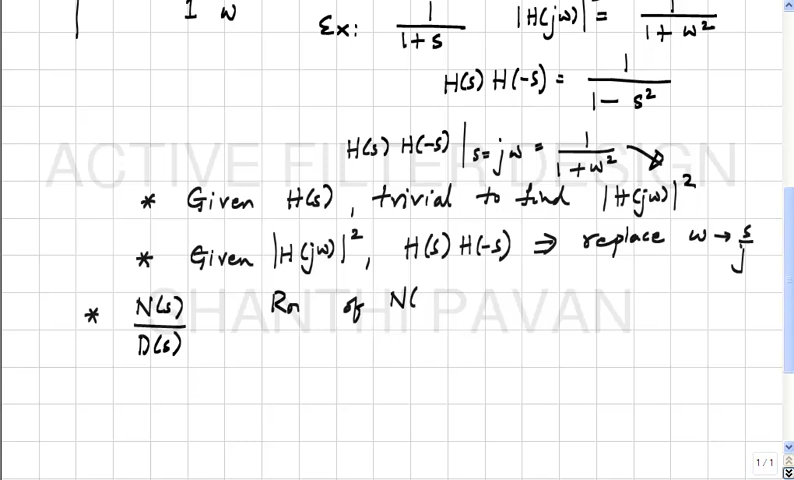 1 ω Ex: 1/(1+s) |H(jω)|² = 1/(1+ω²)
H(s) H(-s) = 1/(1-s²)
H(s) H(-s) |s=jω = 1/(1+ω²)
ACTIVE FILTER DESIGN
* Given H(s), trivial to find |H(jω)|²
* Given |H(jω)|², H(s) H(-s) ⇒ replace ω → s/j
* N(s)/D(s) Rn of N(
SHANTHI PAVAN
1 / 1